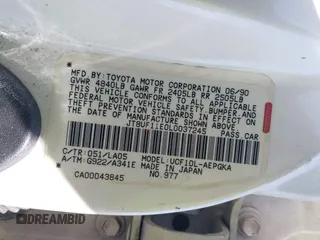 MFD BY: TOYOTA MOTOR CORPORATION 06/90
GVWR 4840LB GAWR FR 2405LB RR 2505LB
THIS VEHICLE CONFORMS TO ALL APPLICABLE
FEDERAL MOTOR VEHICLE SAFETY, BUMPER, AND
THEFT PREVENTION STANDARDS IN EFFECT ON
THE DATE OF MANUFACTURE SHOWN ABOVE.
JT8UF11E0L0037245 PASS. CAR
C/TR: 051/LA05 MODEL: UCF10L-AEPGKA
A/TM: G922/A341E MADE IN JAPAN
CA00043845 NO. 977
DREAMBID